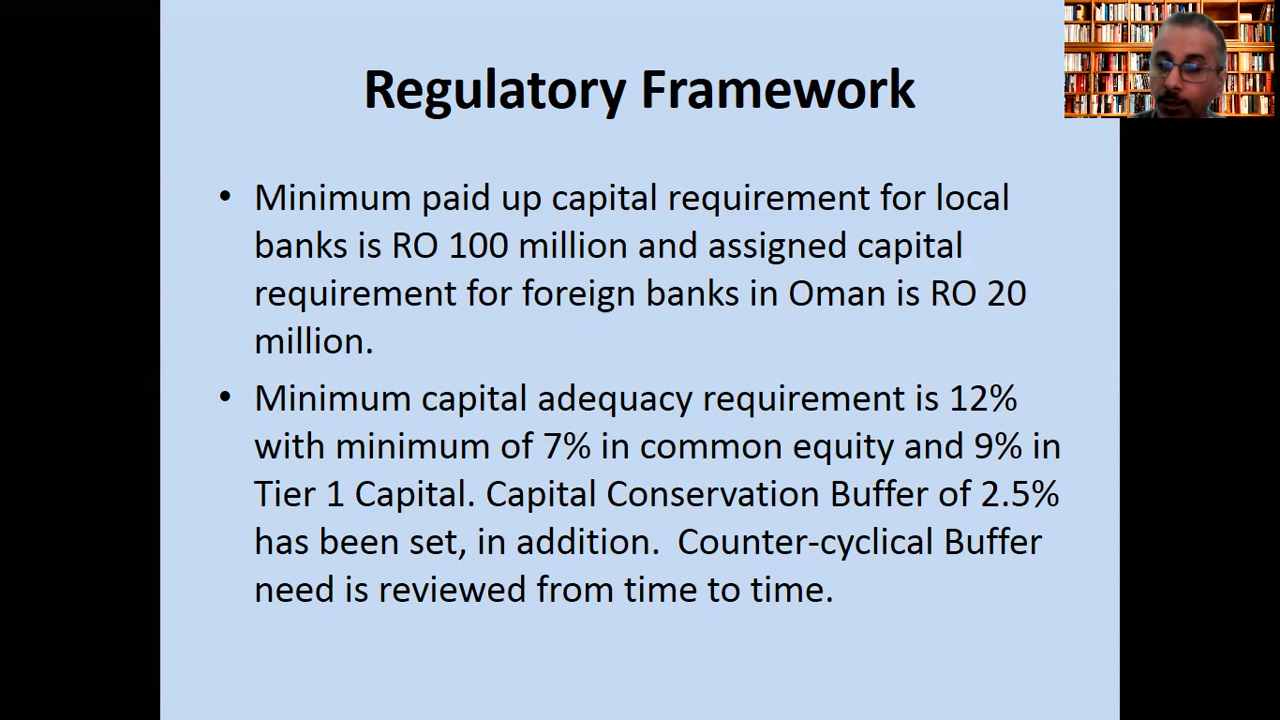 Regulatory Framework
• Minimum paid up capital requirement for local
banks is RO 100 million and assigned capital
requirement for foreign banks in Oman is RO 20
million.
• Minimum capital adequacy requirement is 12%
with minimum of 7% in common equity and 9% in
Tier 1 Capital. Capital Conservation Buffer of 2.5%
has been set, in addition.  Counter-cyclical Buffer
need is reviewed from time to time.